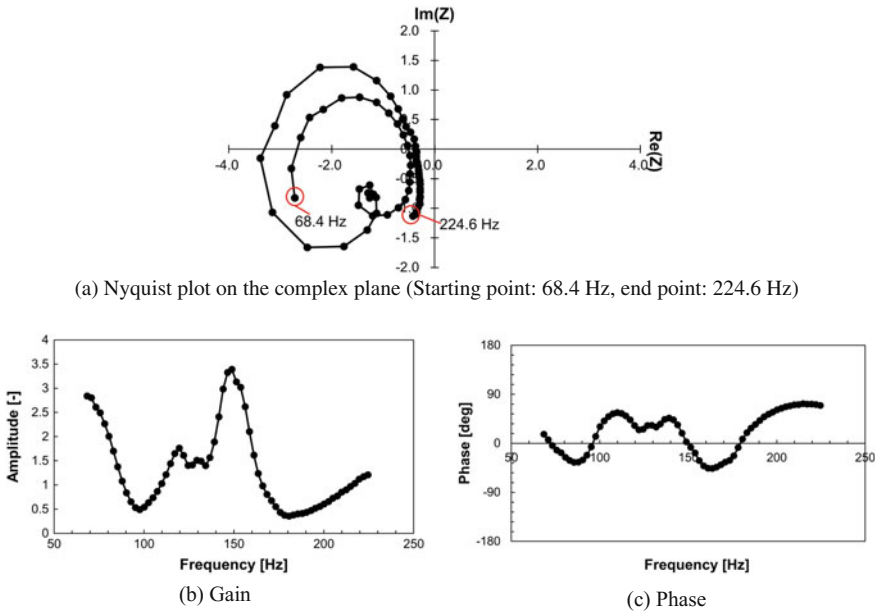 Im(Z)
2.0
1.5
1.0
0.5
-4.0 -2.0 0.0 2.0 4.0
Re(Z)
68.4 Hz
224.6 Hz
-1.5
-2.0
(a) Nyquist plot on the complex plane (Starting point: 68.4 Hz, end point: 224.6 Hz)
4
3.5
3
2.5
2
1.5
1
0.5
0
50 100 150 200 250
Amplitude [-]
Frequency [Hz]
(b) Gain
180
90
0
-90
-180
50 100 150 200 250
Phase [deg]
Frequency [Hz]
(c) Phase